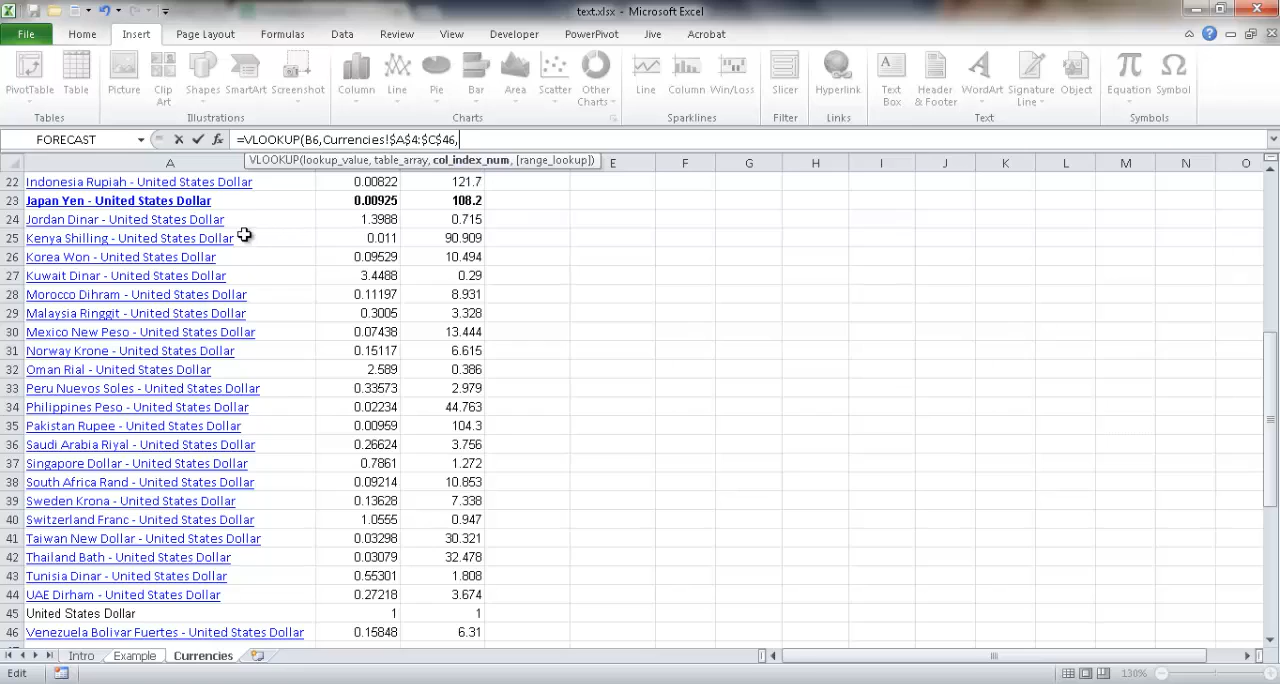 text.xlsx - Microsoft Excel
File Home Insert Page Layout Formulas Data Review View Developer PowerPivot Jive Acrobat
PivotTable Table Picture Clip Art Shapes SmartArt Screenshot Column Line Pie Bar Area Scatter Other Charts Line Column Win/Loss Slicer Hyperlink Text Box Header & Footer WordArt Signature Line Object Equation Symbol
Tables Illustrations Charts Sparklines Filter Links Text Symbols
FORECAST fx =VLOOKUP(B6,Currencies!$A$4:$C$46,
VLOOKUP(lookup_value, table_array, col_index_num, [range_lookup])
A E F G H I J K L M N O
22 Indonesia Rupiah - United States Dollar 0.00822 121.7
23 Japan Yen - United States Dollar 0.00925 108.2
24 Jordan Dinar - United States Dollar 1.3988 0.715
25 Kenya Shilling - United States Dollar 0.011 90.909
26 Korea Won - United States Dollar 0.09529 10.494
27 Kuwait Dinar - United States Dollar 3.4488 0.29
28 Morocco Dihram - United States Dollar 0.11197 8.931
29 Malaysia Ringgit - United States Dollar 0.3005 3.328
30 Mexico New Peso - United States Dollar 0.07438 13.444
31 Norway Krone - United States Dollar 0.15117 6.615
32 Oman Rial - United States Dollar 2.589 0.386
33 Peru Nuevos Soles - United States Dollar 0.33573 2.979
34 Philippines Peso - United States Dollar 0.02234 44.763
35 Pakistan Rupee - United States Dollar 0.00959 104.3
36 Saudi Arabia Riyal - United States Dollar 0.26624 3.756
37 Singapore Dollar - United States Dollar 0.7861 1.272
38 South Africa Rand - United States Dollar 0.09214 10.853
39 Sweden Krona - United States Dollar 0.13628 7.338
40 Switzerland Franc - United States Dollar 1.0555 0.947
41 Taiwan New Dollar - United States Dollar 0.03298 30.321
42 Thailand Bath - United States Dollar 0.03079 32.478
43 Tunisia Dinar - United States Dollar 0.55301 1.808
44 UAE Dirham - United States Dollar 0.27218 3.674
45 United States Dollar 1 1
46 Venezuela Bolivar Fuertes - United States Dollar 0.15848 6.31
Intro Example Currencies
Edit 130%